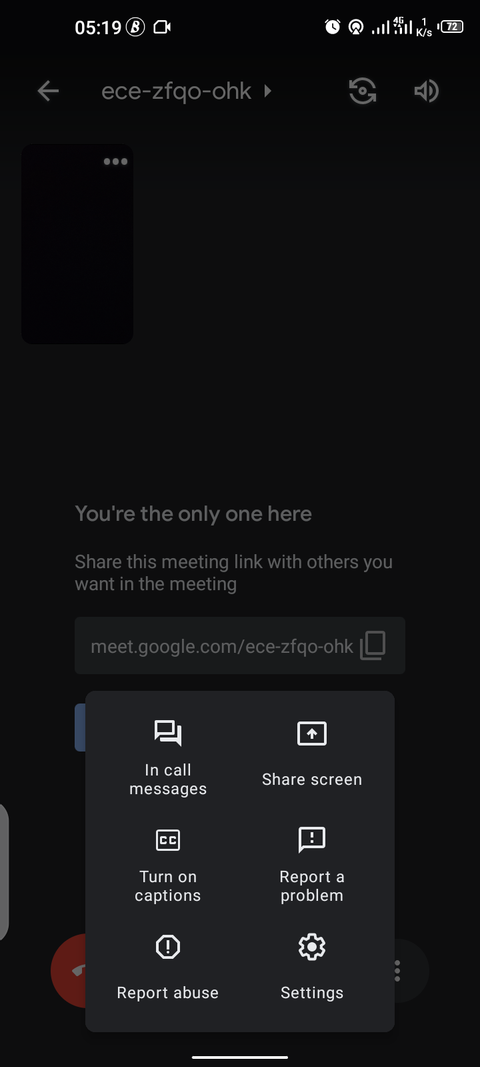 05:19
4G
1
K/s
72
ece-zfqo-ohk
You're the only one here
Share this meeting link with others you
want in the meeting
meet.google.com/ece-zfqo-ohk
In call
messages
Share screen
CC
Turn on
captions
Report a
problem
Report abuse
Settings